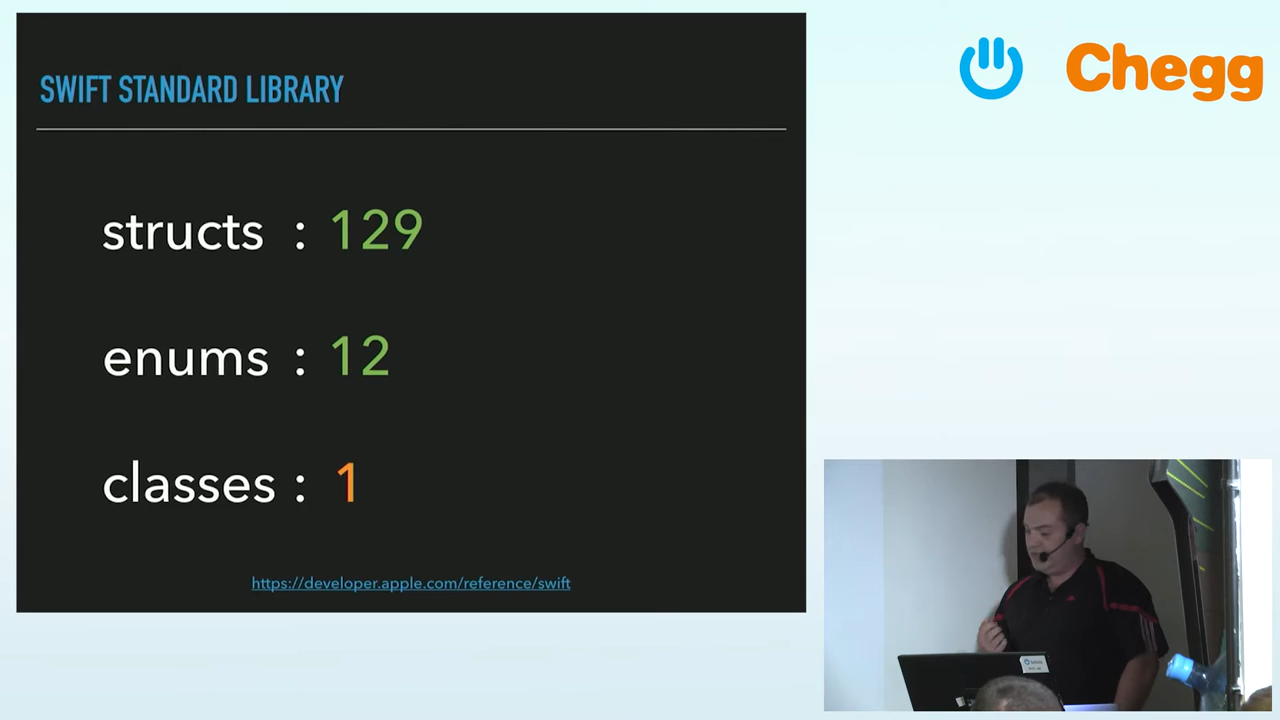 SWIFT STANDARD LIBRARY
structs : 129
enums : 12
classes : 1
https://developer.apple.com/reference/swift
Chegg